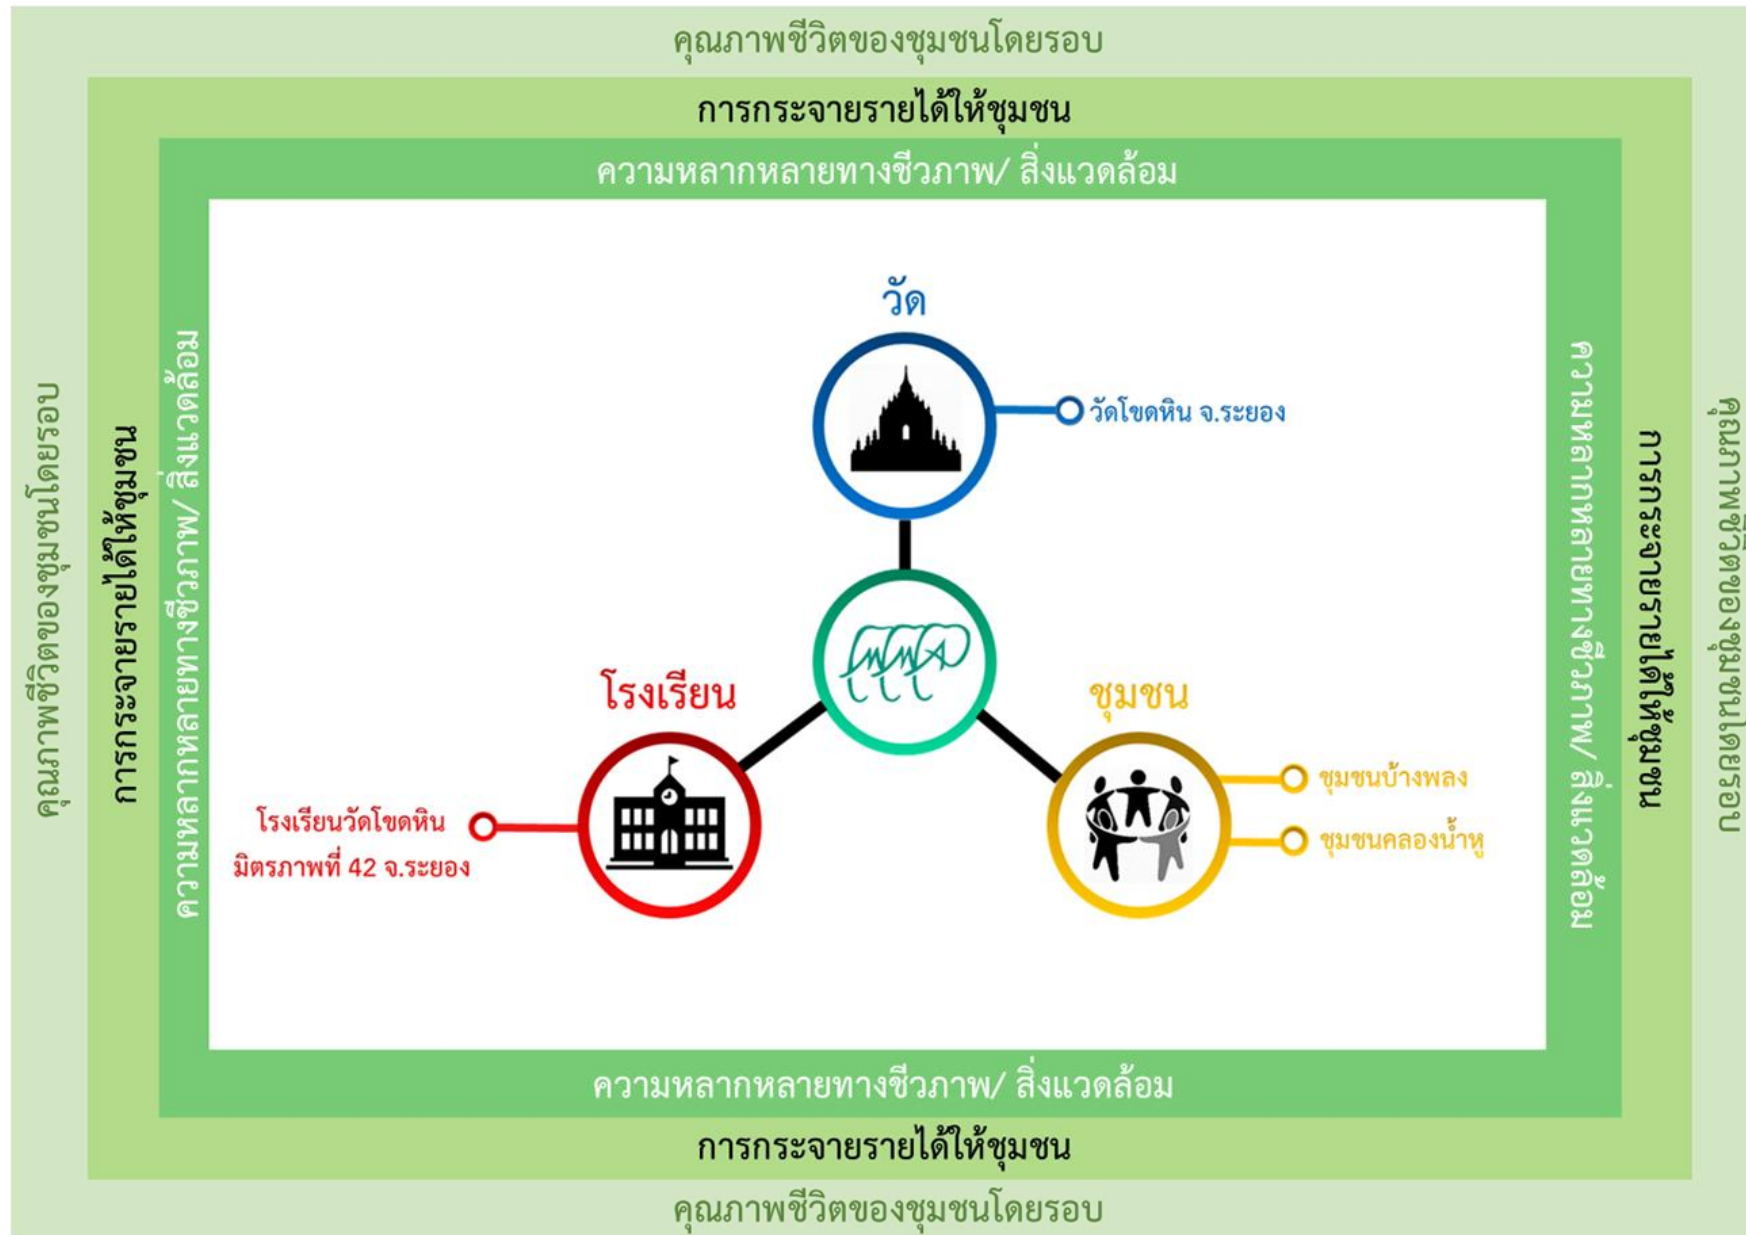 คุณภาพชีวิตของชุมชนโดยรอบ
การกระจายรายได้ให้ชุมชน
ความหลากหลายทางชีวภาพ/ สิ่งแวดล้อม
คุณภาพชีวิตของชุมชนโดยรอบ
การกระจายรายได้ให้ชุมชน
ความหลากหลายทางชีวภาพ/ สิ่งแวดล้อม
วัด
วัดโขดหิน จ.ระยอง
โรงเรียน
โรงเรียนวัดโขดหิน
มิตรภาพที่ 42 จ.ระยอง
ชุมชน
ชุมชนบ้างพลง
ชุมชนคลองน้ำหู
ความหลากหลายทางชีวภาพ/ สิ่งแวดล้อม
การกระจายรายได้ให้ชุมชน
คุณภาพชีวิตของชุมชนโดยรอบ
ความหลากหลายทางชีวภาพ/ สิ่งแวดล้อม
การกระจายรายได้ให้ชุมชน
คุณภาพชีวิตของชุมชนโดยรอบ